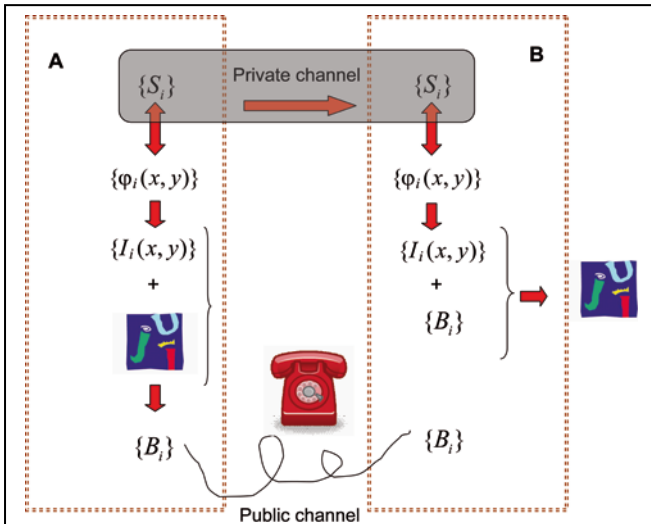 A
B
Private channel
{S_i}
{S_i}
{φ_i(x, y)}
{φ_i(x, y)}
{I_i(x, y)}
{I_i(x, y)}
+
+
{B_i}
{B_i}
{B_i}
Public channel